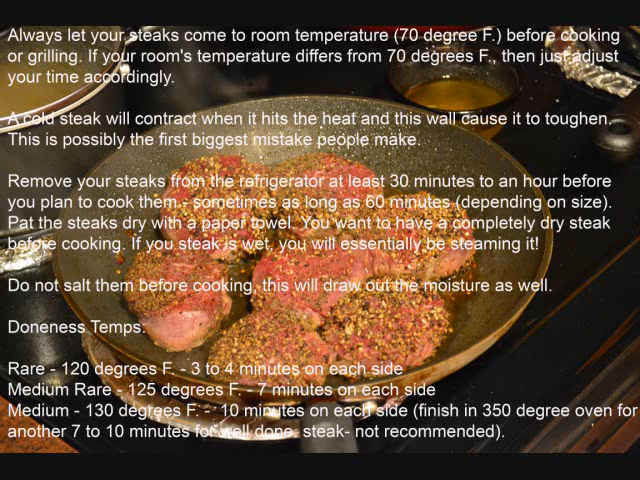 Always let your steaks come to room temperature (70 degree F.) before cooking
or grilling. If your room's temperature differs from 70 degrees F., then just adjust
your time accordingly.
A cold steak will contract when it hits the heat and this wall cause it to toughen.
This is possibly the first biggest mistake people make.
Remove your steaks from the refrigerator at least 30 minutes to an hour before
you plan to cook them - sometimes as long as 60 minutes (depending on size).
Pat the steaks dry with a paper towel. You want to have a completely dry steak
before cooking. If you steak is wet, you will essentially be steaming it!
Do not salt them before cooking, this will draw out the moisture as well.
Doneness Temps:
Rare - 120 degrees F. - 3 to 4 minutes on each side
Medium Rare - 125 degrees F. - 7 minutes on each side
Medium - 130 degrees F. - 10 minutes on each side (finish in 350 degree oven for
another 7 to 10 minutes for well done, steak- not recommended).